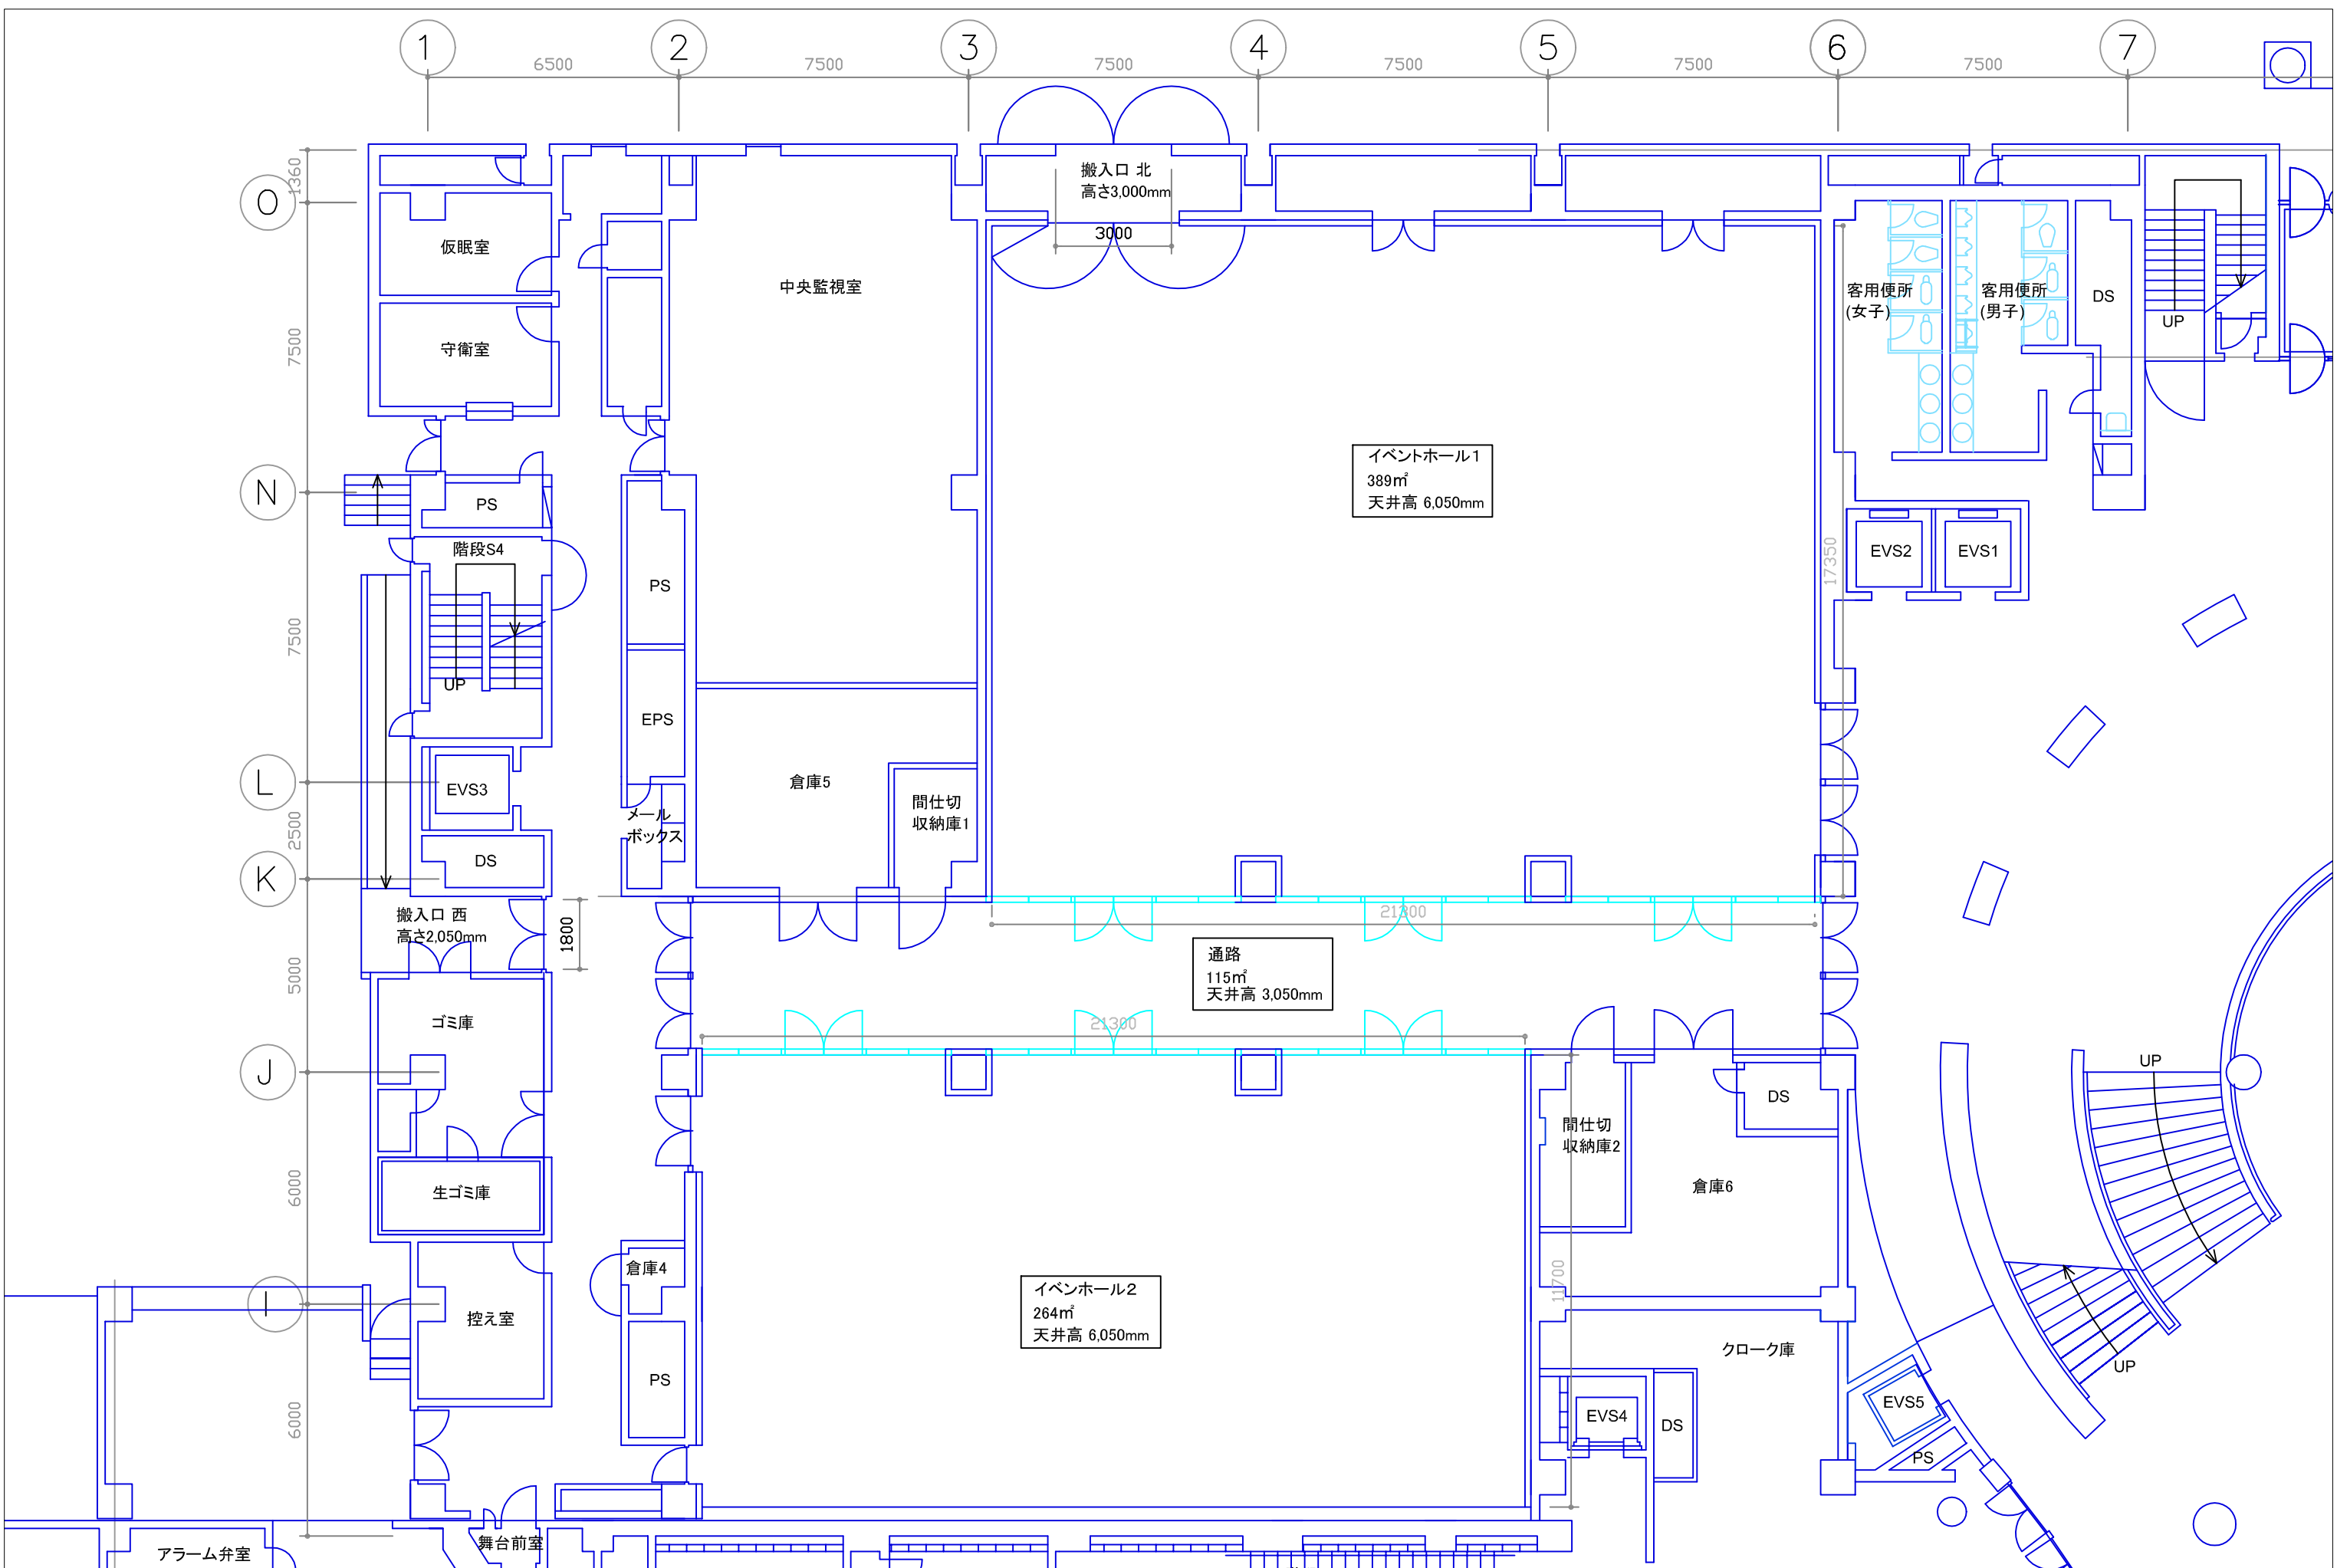 1
2
3
4
5
6
7
6500
7500
7500
7500
7500
7500
1360
O
搬入口 北
高さ3,000mm
3000
仮眠室
中央監視室
客用便所
(女子)
客用便所
(男子)
DS
UP
7500
守衛室
イベントホール1
389㎡
天井高 6,050mm
N
PS
階段S4
EVS2
EVS1
17350
PS
7500
UP
EPS
L
EVS3
倉庫5
間仕切
収納庫1
メール
ボックス
2500
DS
K
搬入口 西
高さ2,050mm
1800
21300
通路
115㎡
天井高 3,050mm
5000
ゴミ庫
21300
J
UP
DS
間仕切
収納庫2
6000
生ゴミ庫
倉庫6
倉庫4
11700
イベンホール2
264㎡
天井高 6,050mm
I
控え室
クローク庫
UP
PS
EVS4
DS
EVS5
PS
6000
舞台前室
アラーム弁室